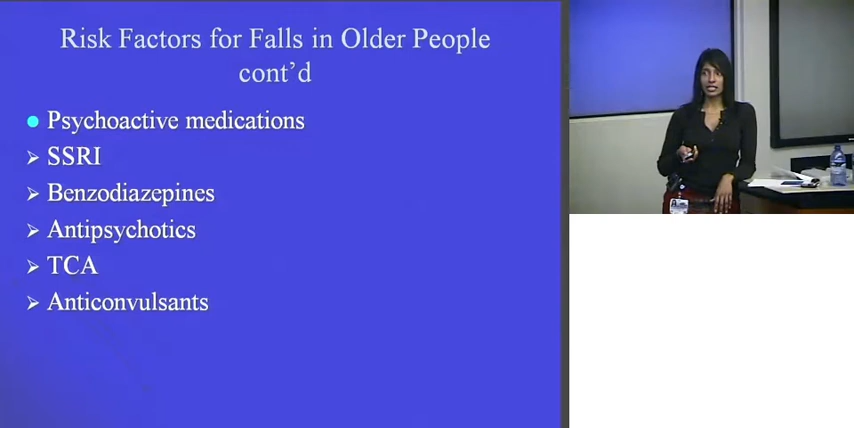 Risk Factors for Falls in Older People
cont’d
Psychoactive medications
SSRI
Benzodiazepines
Antipsychotics
TCA
Anticonvulsants